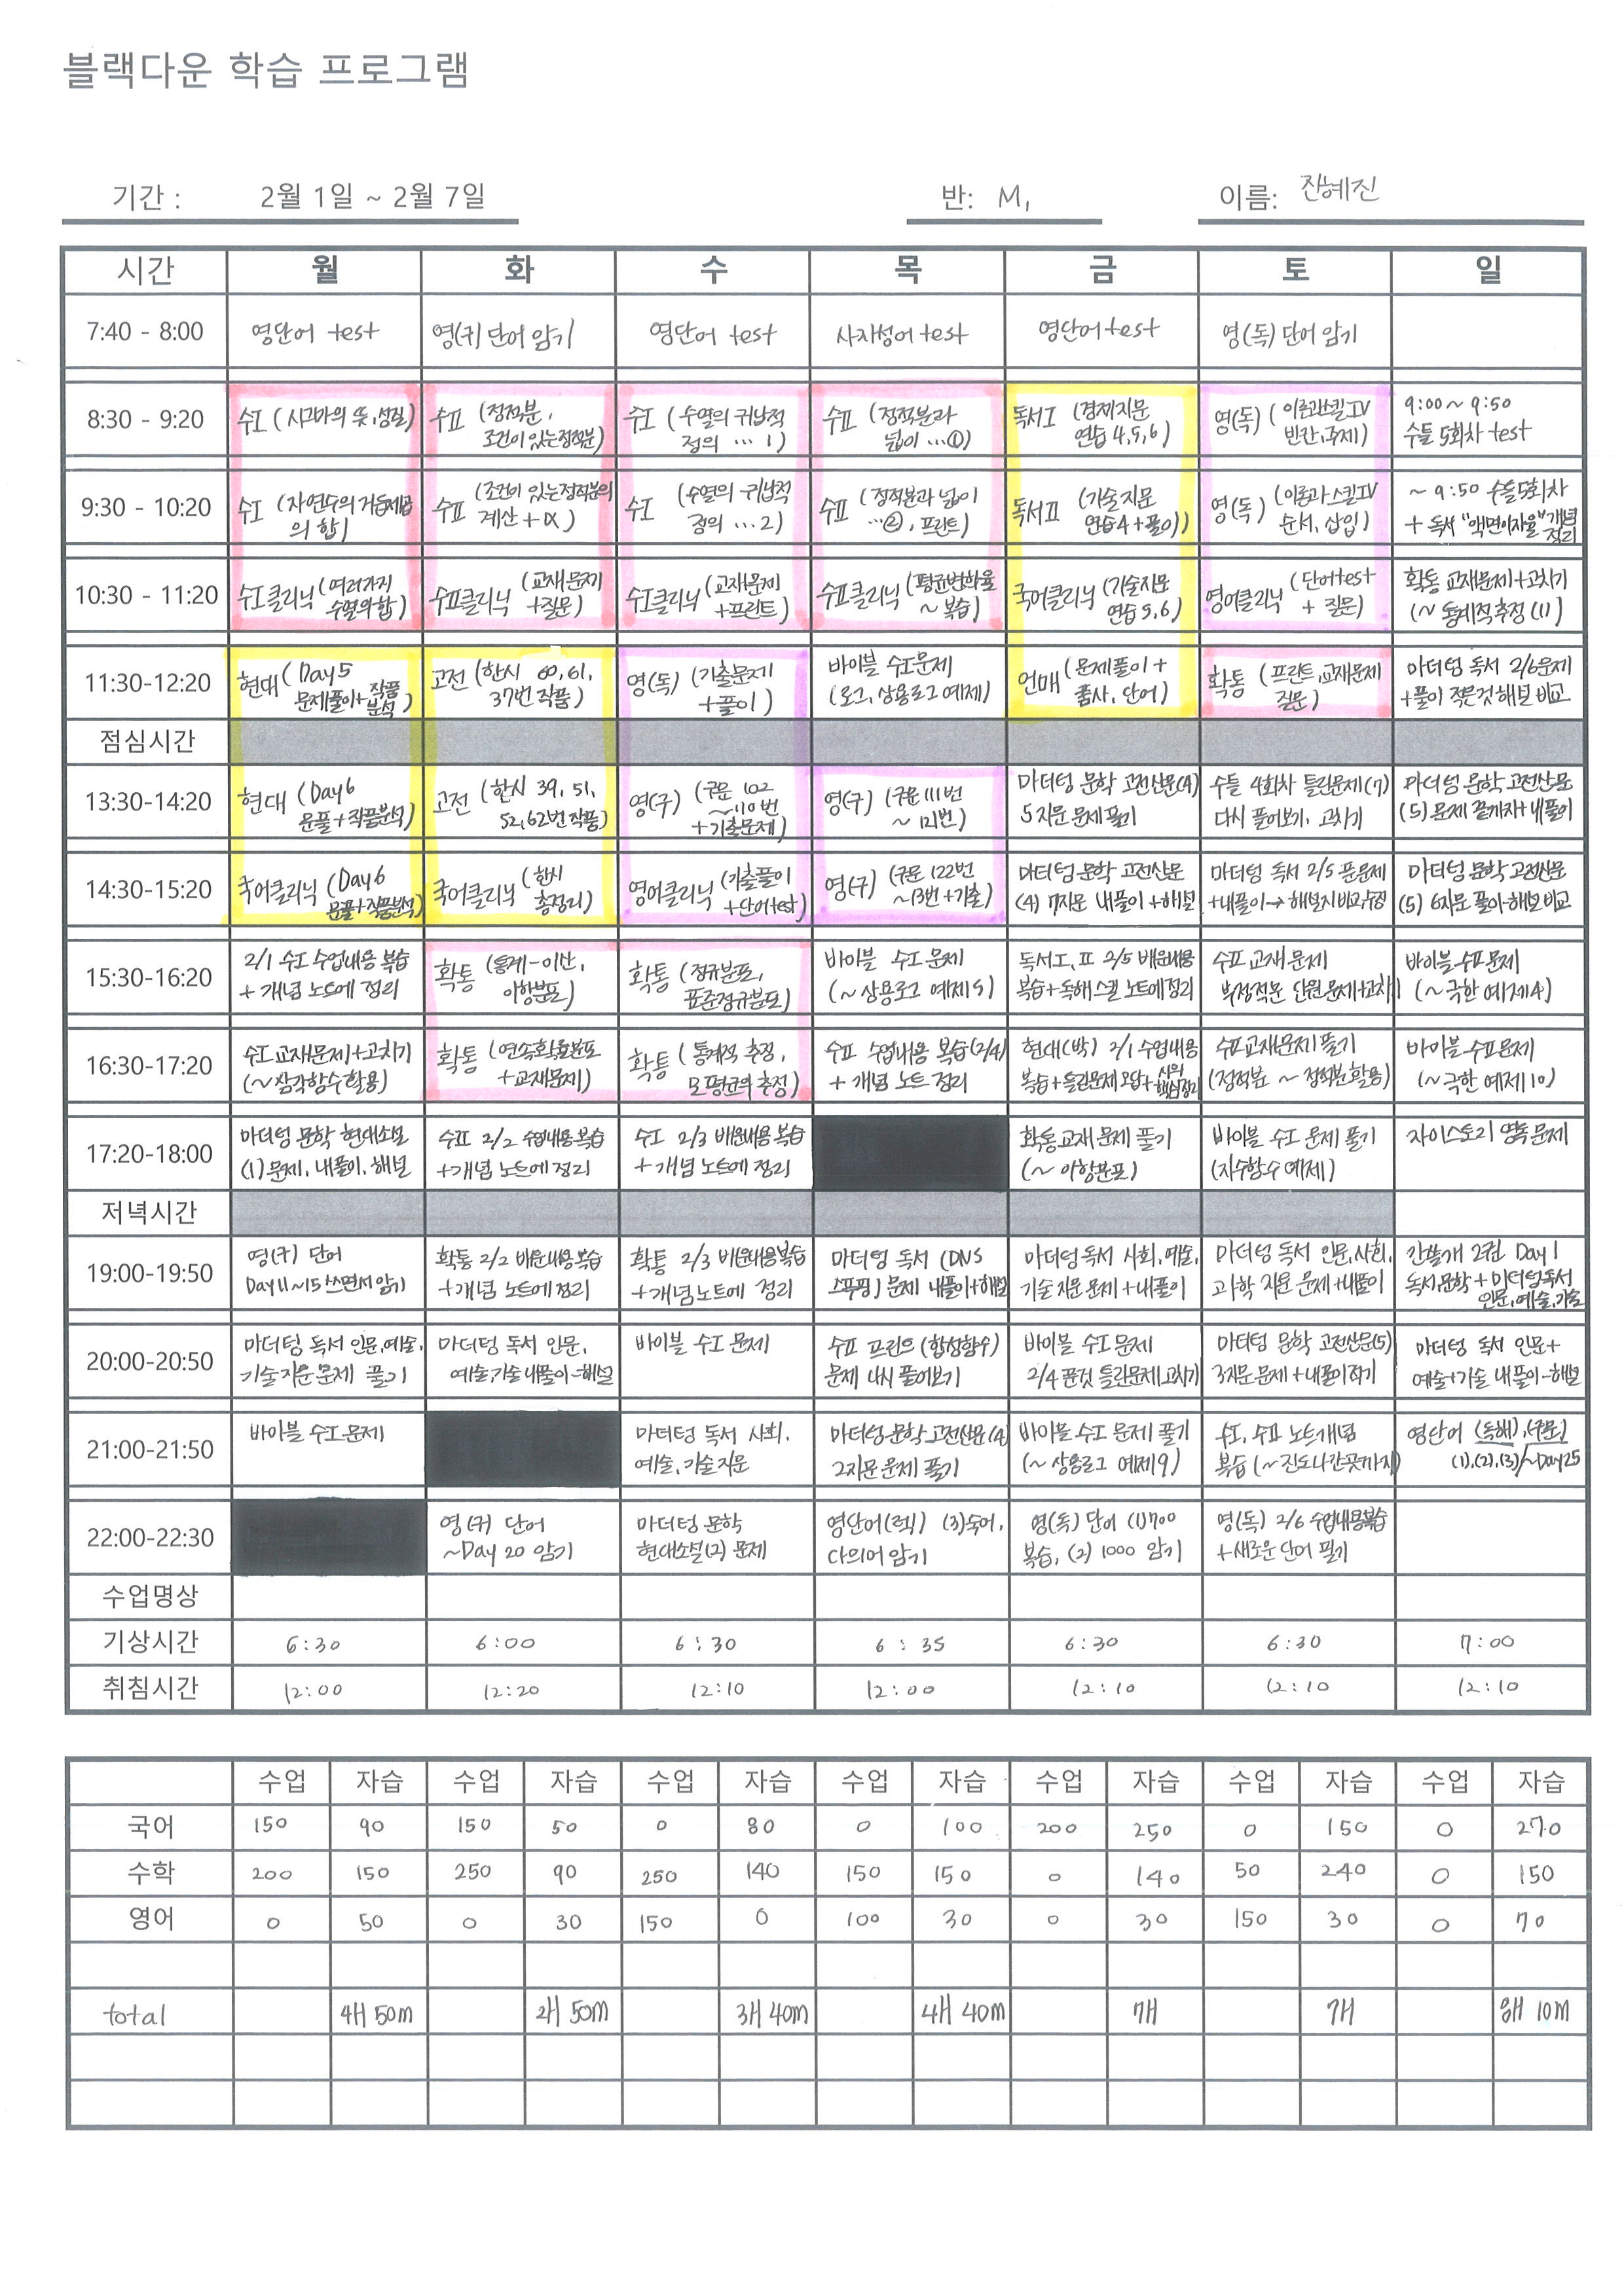 블랙다운 학습 프로그램
기간 : 2월 1일 ~ 2월 7일 반: M, 이름: 진혜진
시간 월 화 수 목 금 토 일
7:40 - 8:00 영단어 test 영(구) 단어 암기 영단어 test 사자성어 test 영단어 test 영(독) 단어 암기
8:30 - 9:20 수I (시그마의 뜻, 성질) 수II (정적분, 조건이 있는 정적분) 수I (수열의 귀납적 정의 … 1) 수II (정적분과 넓이 …①) 독서I (경제지문 연습 4, 5, 6) 영(독) (이론과스킬IV 빈칸, 주제) 9:00 ~ 9:50 수들 5회차 test
9:30 - 10:20 수I (자연수의 거듭제곱의 합) 수II (조건이 있는 정적분의 계산 + α) 수I (수열의 귀납적 정의 …2) 수II (정적분과 넓이 …②, 프린트) 독서II (기술지문 연습4 + 풀이) 영(독) (이론과 스킬IV 순서, 삽입) ~ 9:50 수들5회차 + 독서 "액면이자율" 개념 정리
10:30 - 11:20 수I클리닉 (여러가지 수열의 합) 수II클리닉 (교재문제 + 질문) 수I클리닉 (교재문제 + 프린트) 수II클리닉 (평균변화율 ~ 복습) 국어클리닉 (기술지문 연습 5, 6) 영어클리닉 (단어test + 질문) 확통 교재문제 + 고치기 (~ 통계적 추정 (1)
11:30-12:20 현대 (Day5 문제풀이 + 작품 분석) 고전 (한시 60, 61, 37번 작품) 영(독) (기출문제 + 풀이) 바이블 수I문제 (로그, 상용로그 예제) 언매 (문제풀이 + 품사, 단어) 확통 (프린트, 교재문제 질문) 마더텅 독서 2/6문제 + 풀이 적은것 해설 비교
점심시간
13:30-14:20 현대 (Day6 문풀 + 작품분석) 고전 (한시 39, 51, 52, 62번 작품) 영(구) (구문 102 ~110번 + 기출문제) 영(구) (구문 111번 ~ 121번) 마더텅 문학 고전산문(4) 5지문 문제 풀기 수들 4회차 틀린문제(7) 다시 풀어보기, 고치기 마더텅 문학 고전산문 (5) 문제 끝까지 + 내풀이
14:30-15:20 국어클리닉 (Day6 문풀 + 작품분석) 국어클리닉 (한시 총정리) 영어클리닉 (기출풀이 + 단어test) 영(구) (구문 122번 ~13번 + 기출) 마더텅 문학 고전산문 (4) 7지문 내풀이 + 해설 마더텅 독서 2/5 푼문제 + 내풀이 → 해설지 비교, 수정 마더텅 문학 고전산문 (5) 6지문 풀이-해설 비교
15:30-16:20 2/1 수I 수업내용 복습 + 개념 노트에 정리 확통 (통계-이산, 이항분포) 확통 (정규분포, 표준정규분포) 바이블 수I 문제 (~ 상용로그 예제5) 독서I, II 2/5 배운내용 복습 + 독해스킬 노트에 정리 수II 교재 문제 부정적분 단원 문제 + 고치기 바이블 수II문제 (~ 극한 예제4)
16:30-17:20 수I 교재문제 + 고치기 (~ 삼각함수 활용) 확통 (연속확률분포 + 교재문제) 확통 (통계적 추정, 모평균의 추정) 수II 수업내용 복습 (2/4) + 개념 노트 정리 현대(박) 2/1 수업내용 복습 + 틀린문제 오답 + 시의 핵심정리 수II 교재문제 풀기 (정적분 ~ 정적분 활용) 바이블 수II문제 (~ 극한 예제10)
17:20-18:00 마더텅 문학 현대소설 (1) 문제, 내풀이, 해설 수II 2/2 수업내용 복습 + 개념 노트에 정리 수I 2/3 배운내용 복습 + 개념 노트에 정리 확통 교재 문제 풀기 (~ 이항분포) 바이블 수I 문제 풀기 (지수함수 예제) 자이스토리 영독 문제
저녁시간
19:00-19:50 영(구) 단어 Day11~15 쓰면서 암기 확통 2/2 배운내용 복습 + 개념 노트에 정리 확통 2/3 배운내용 복습 + 개념 노트에 정리 마더텅 독서 (DNS 스푸핑) 문제 내풀이 + 해설 마더텅 독서 사회, 예술, 기술지문 문제 + 내풀이 마더텅 독서 인문, 사회, 과학 지문 문제 + 내풀이 간쓸개 2권 Day1 독서문학 + 마더텅독서 인문, 예술, 기술
20:00-20:50 마더텅 독서 인문, 예술, 기술지문 문제 풀기 마더텅 독서 인문, 예술, 기술 내풀이-해설 바이블 수I 문제 수II 프린트 (합성함수) 문제 다시 풀어보기 바이블 수I 문제 2/4 푼것 틀린문제 고치기 마더텅 문학 고전산문(5) 3지문 문제 + 내풀이 적기 마더텅 독서 인문 + 예술 + 기술 내풀이-해설
21:00-21:50 바이블 수I 문제 마더텅 독서 사회, 예술, 기술지문 마더텅 문학 고전산문(4) 2지문 문제 풀기 바이블 수I 문제 풀기 (~ 상용로그 예제9) 수I, 수II 노트개념 복습 (~ 진도나간곳까지) 영단어 (독해), (구문) (1), (2), (3) / ~Day25
22:00-22:30 영(구) 단어 ~Day 20 암기 마더텅 문학 현대소설(2) 문제 영단어(렉) (3)숙어, 다의어 암기 영(독) 단어 (1)700 복습, (2) 1000 암기 영(독) 2/6 수업내용복습 + 새로운 단어 필기
수업명상
기상시간 6:30 6:00 6:30 6:35 6:30 6:30 7:00
취침시간 12:00 12:20 12:10 12:00 12:10 12:10 12:10
수업 자습 수업 자습 수업 자습 수업 자습 수업 자습 수업 자습 수업 자습
국어 150 90 150 50 0 80 0 100 200 250 0 150 0 270
수학 200 150 250 90 250 140 150 150 0 140 50 240 0 150
영어 0 50 0 30 150 0 100 30 0 30 150 30 0 70
total 4H 50m 2H 50m 3H 40m 4H 40m 7H 7H 8H 10m